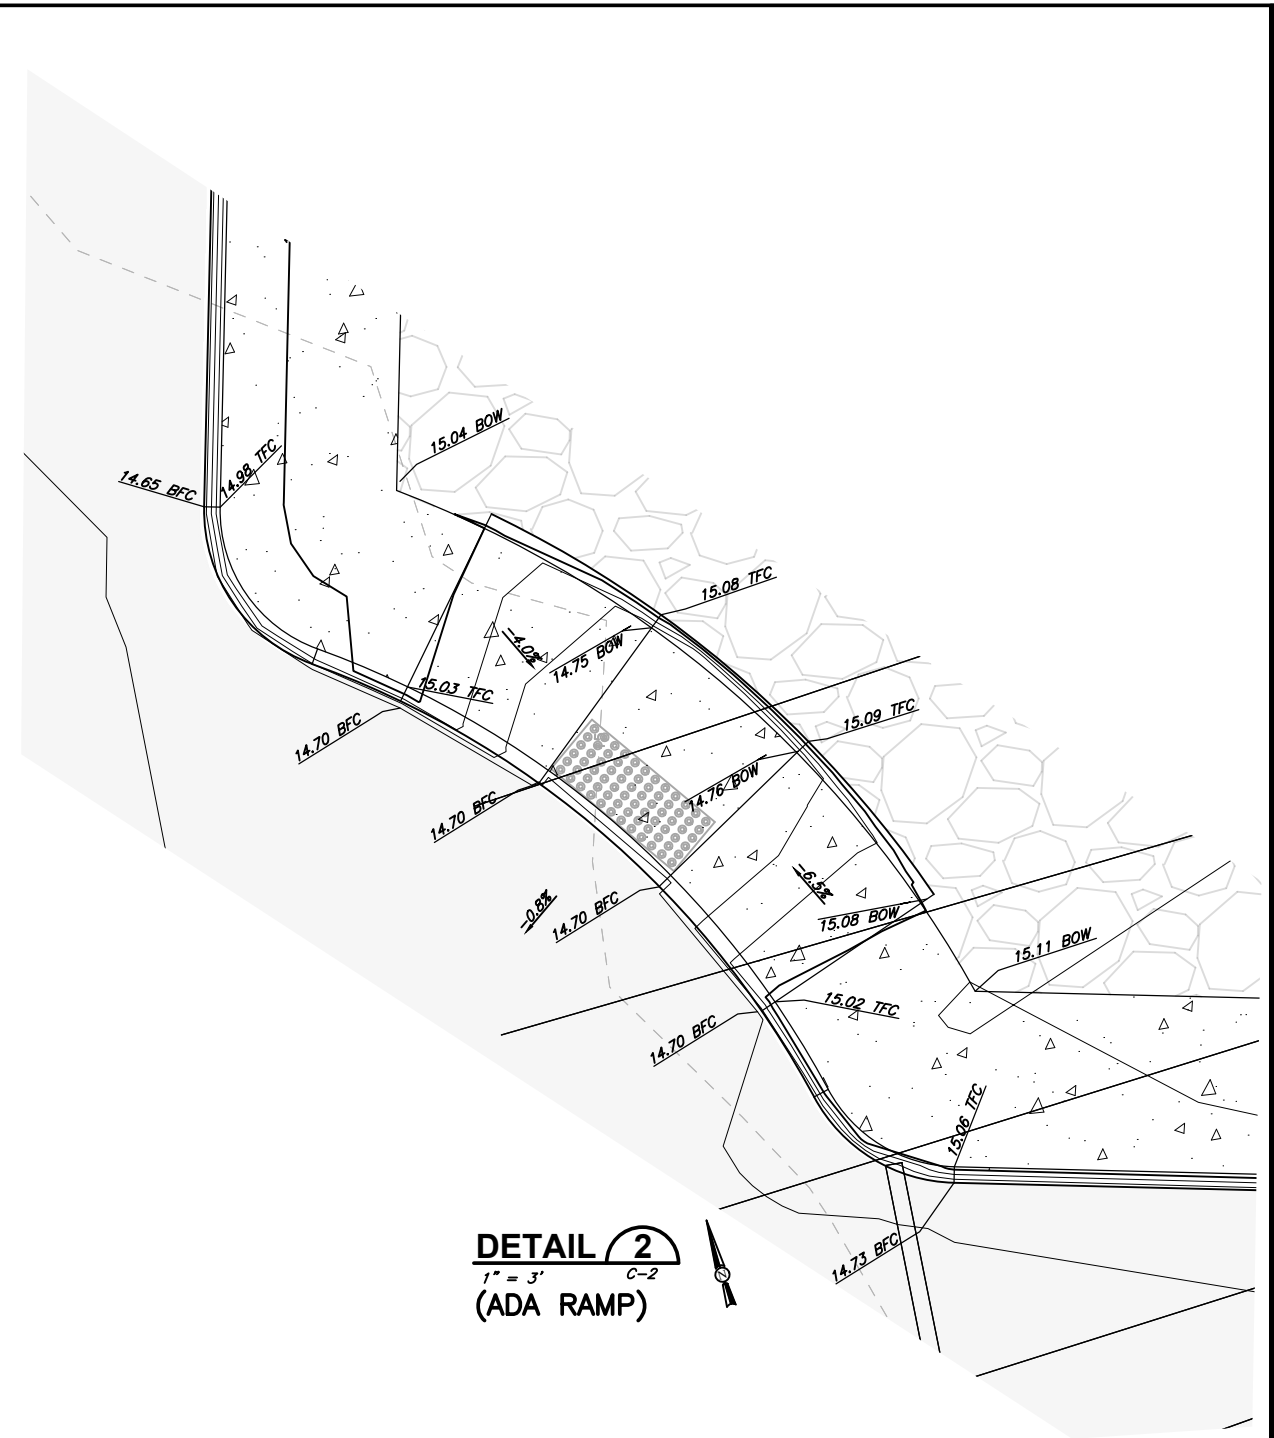 15.04 BOW
14.98 TFC
14.65 BFC
15.08 TFC
-4.0%
14.75 BOW
15.03 TFC
15.09 TFC
14.70 BFC
14.76 BOW
14.70 BFC
-6.5%
-0.8%
14.70 BFC
15.08 BOW
15.11 BOW
15.02 TFC
14.70 BFC
15.06 TFC
14.73 BFC
DETAIL 2
1" = 3' C-2
(ADA RAMP)
N